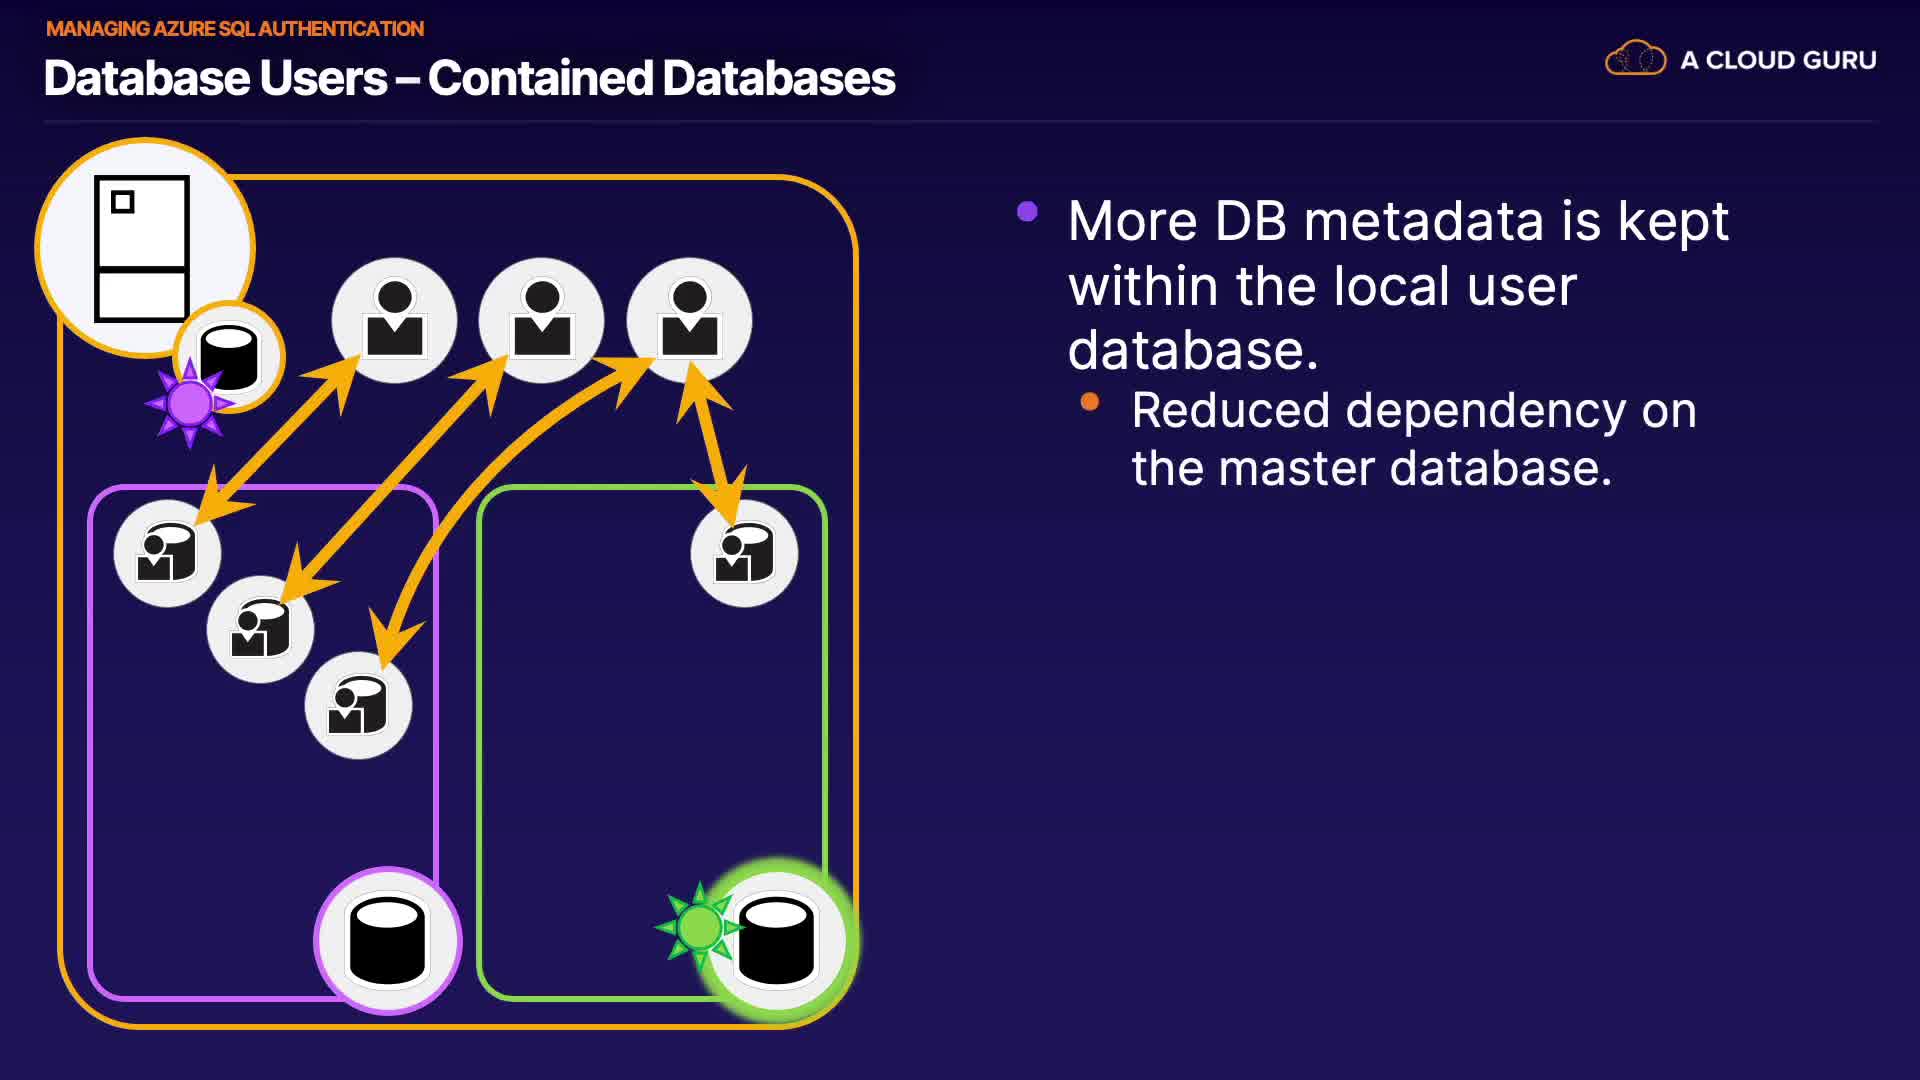 MANAGING AZURE SQL AUTHENTICATION
Database Users – Contained Databases
A CLOUD GURU
More DB metadata is kept
within the local user
database.
Reduced dependency on
the master database.